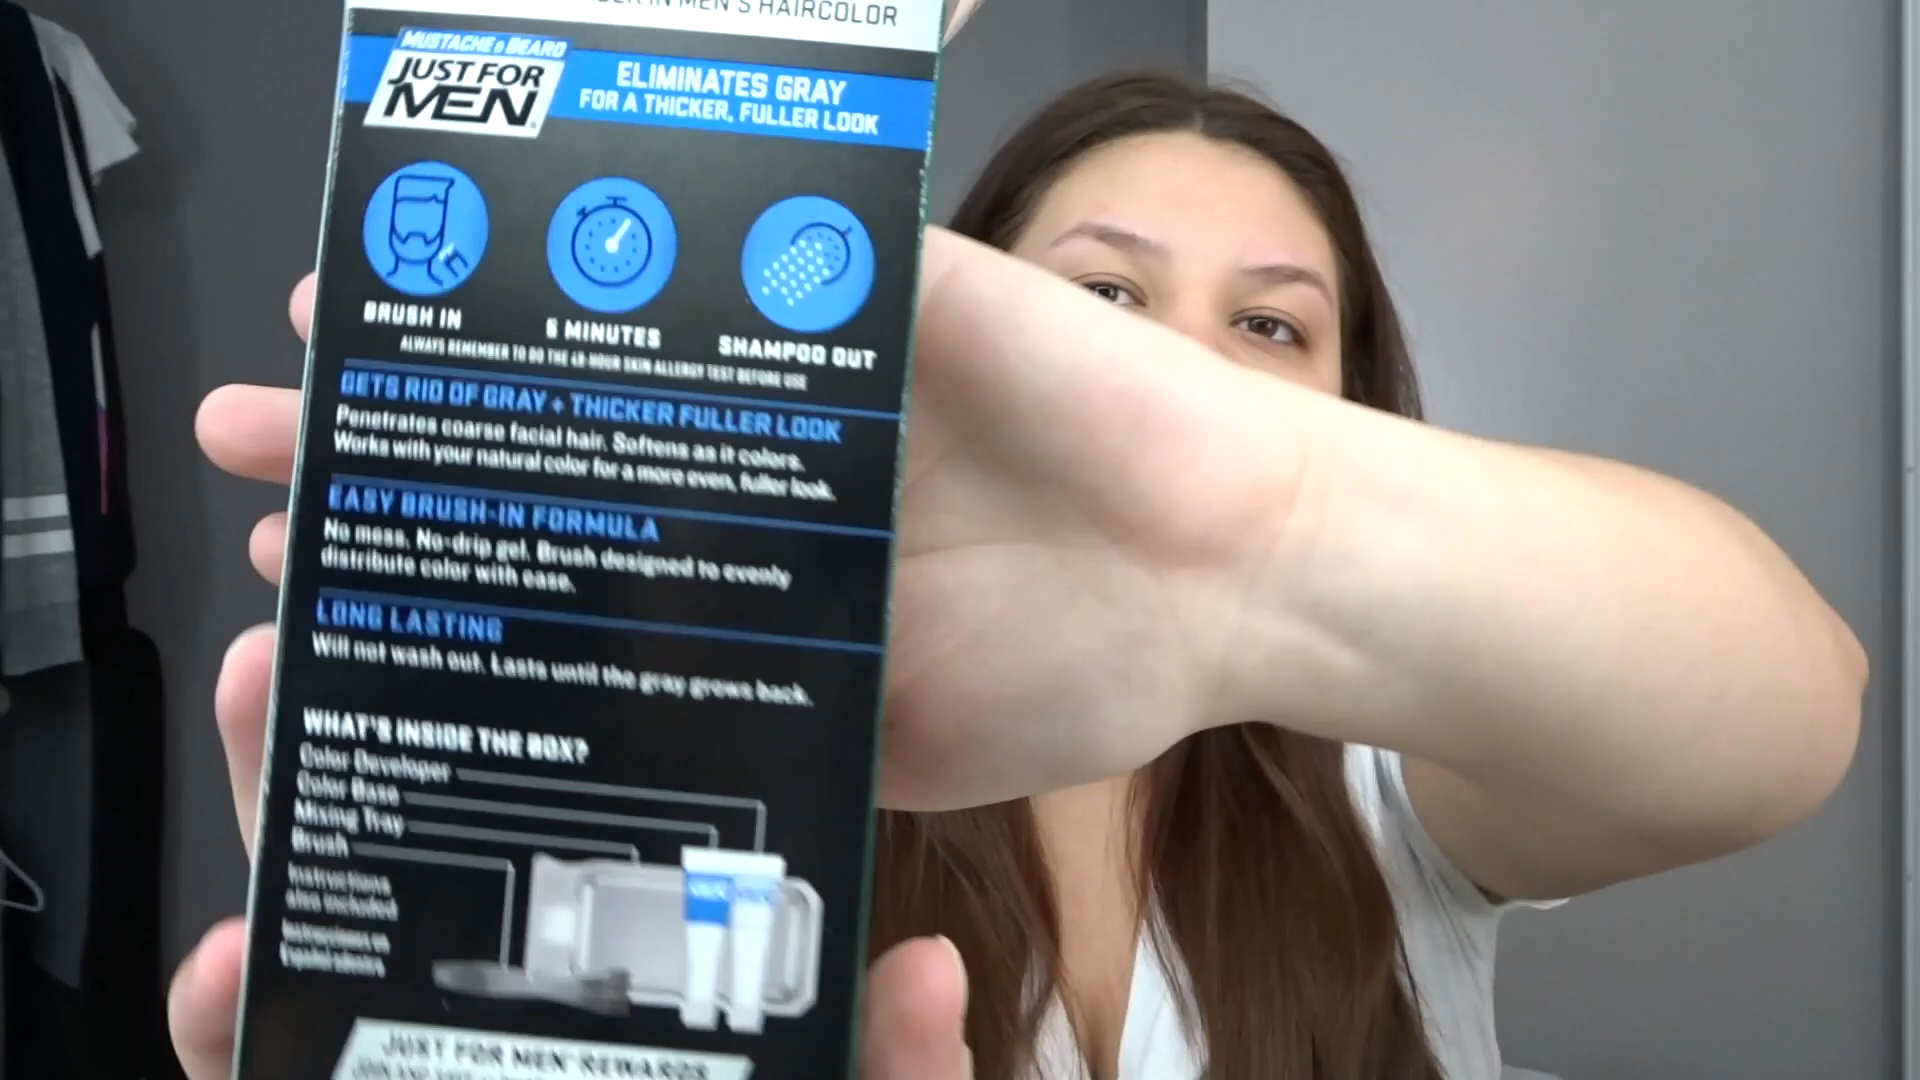 IN MEN'S HAIRCOLOR
MUSTACHE & BEARD
JUST FOR
MEN
ELIMINATES GRAY
FOR A THICKER, FULLER LOOK
BRUSH IN
5 MINUTES
SHAMPOO OUT
ALWAYS REMEMBER TO DO THE 48-HOUR SKIN ALLERGY TEST BEFORE USE
GETS RID OF GRAY + THICKER FULLER LOOK
Penetrates coarse facial hair. Softens as it colors.
Works with your natural color for a more even, fuller look.
EASY BRUSH-IN FORMULA
No mess. No-drip gel. Brush designed to evenly
distribute color with ease.
LONG LASTING
Will not wash out. Lasts until the gray grows back.
WHAT'S INSIDE THE BOX?
Color Developer
Color Base
Mixing Tray
Brush
Instructions
also included
Instrucciones en
JUST FOR MEN REWARDS